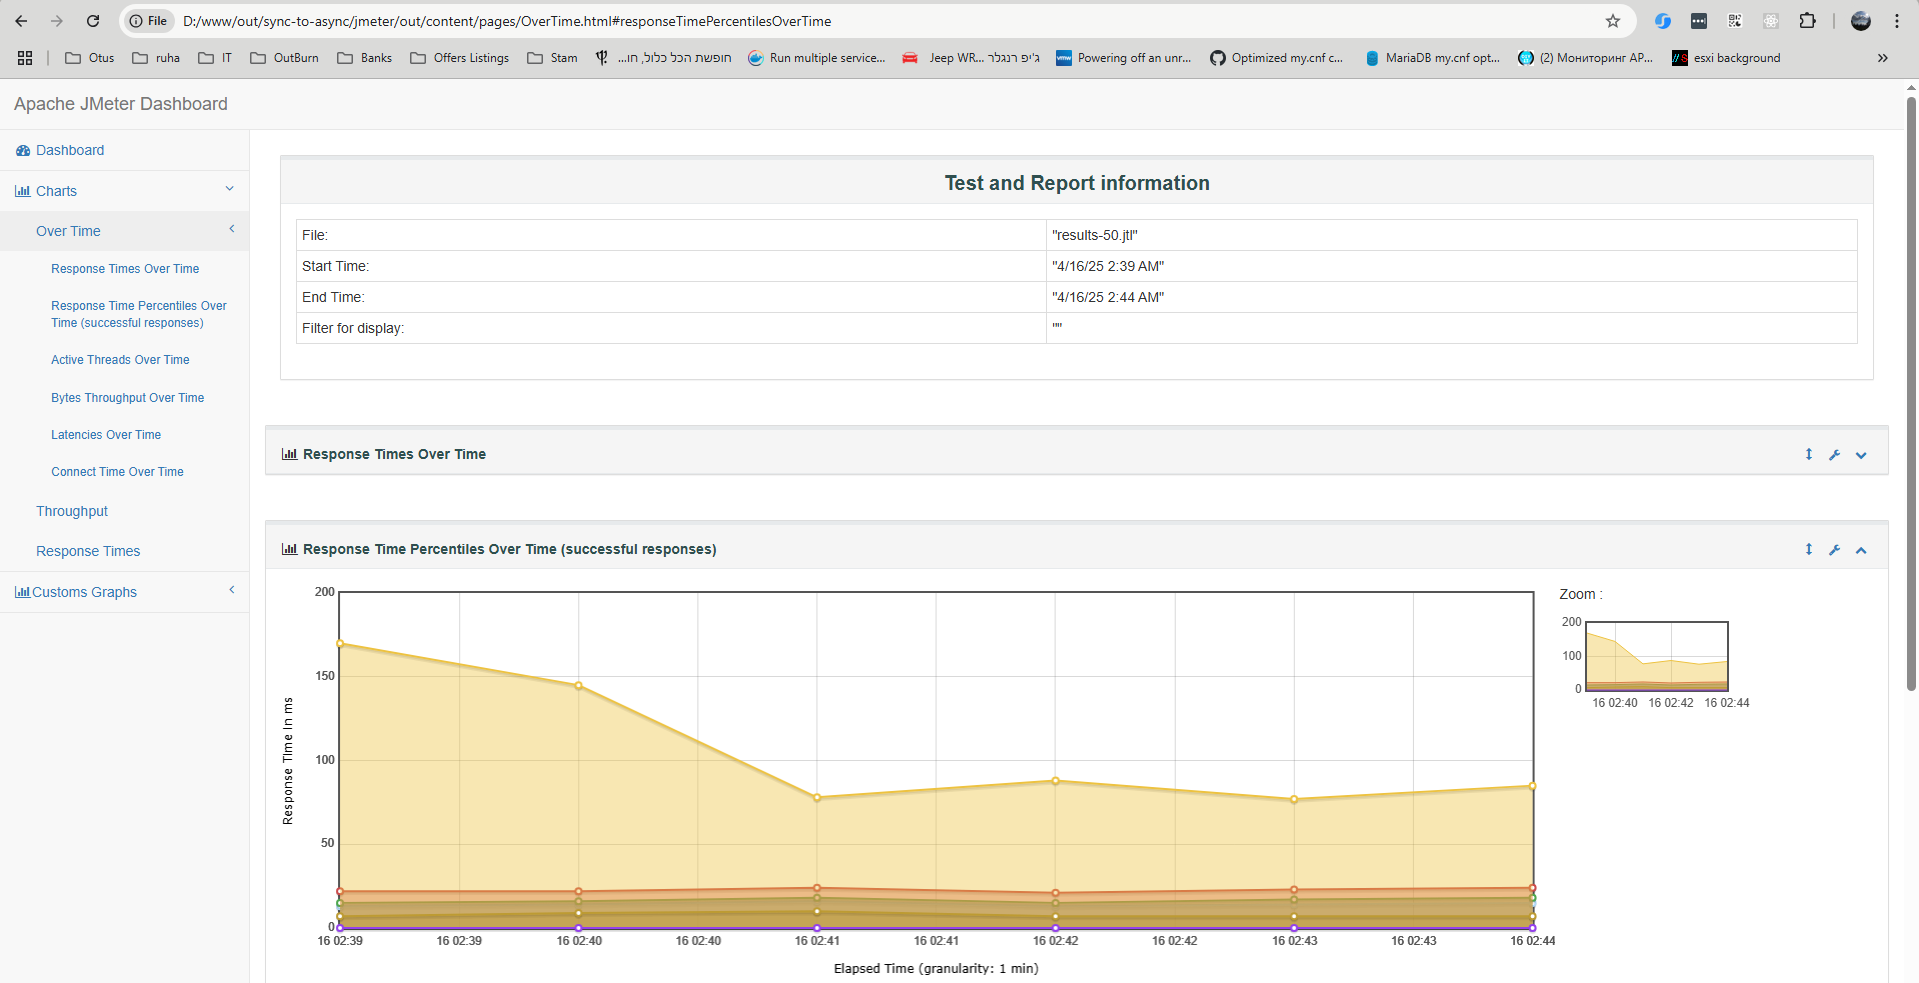 File D:/www/out/sync-to-async/jmeter/out/content/pages/OverTime.html#responseTimePercentilesOverTime
Otus ruha IT OutBurn Banks Offers Listings Stam חופשת הכל כלול, חו... Run multiple service... ג'יפ רנגלר Jeep WR... Powering off an unr... Optimized my.cnf c... MariaDB my.cnf opt... (2) Мониторинг AP... esxi background
Apache JMeter Dashboard
Dashboard
Charts
Over Time
Response Times Over Time
Response Time Percentiles Over
Time (successful responses)
Active Threads Over Time
Bytes Throughput Over Time
Latencies Over Time
Connect Time Over Time
Throughput
Response Times
Customs Graphs
Test and Report information
File: "results-50.jtl"
Start Time: "4/16/25 2:39 AM"
End Time: "4/16/25 2:44 AM"
Filter for display: ""
Response Times Over Time
Response Time Percentiles Over Time (successful responses)
Response Time In ms
200
150
100
50
0
16 02:39 16 02:39 16 02:40 16 02:40 16 02:41 16 02:41 16 02:42 16 02:42 16 02:43 16 02:43 16 02:44
Elapsed Time (granularity: 1 min)
Zoom :
200
100
0
16 02:40 16 02:42 16 02:44